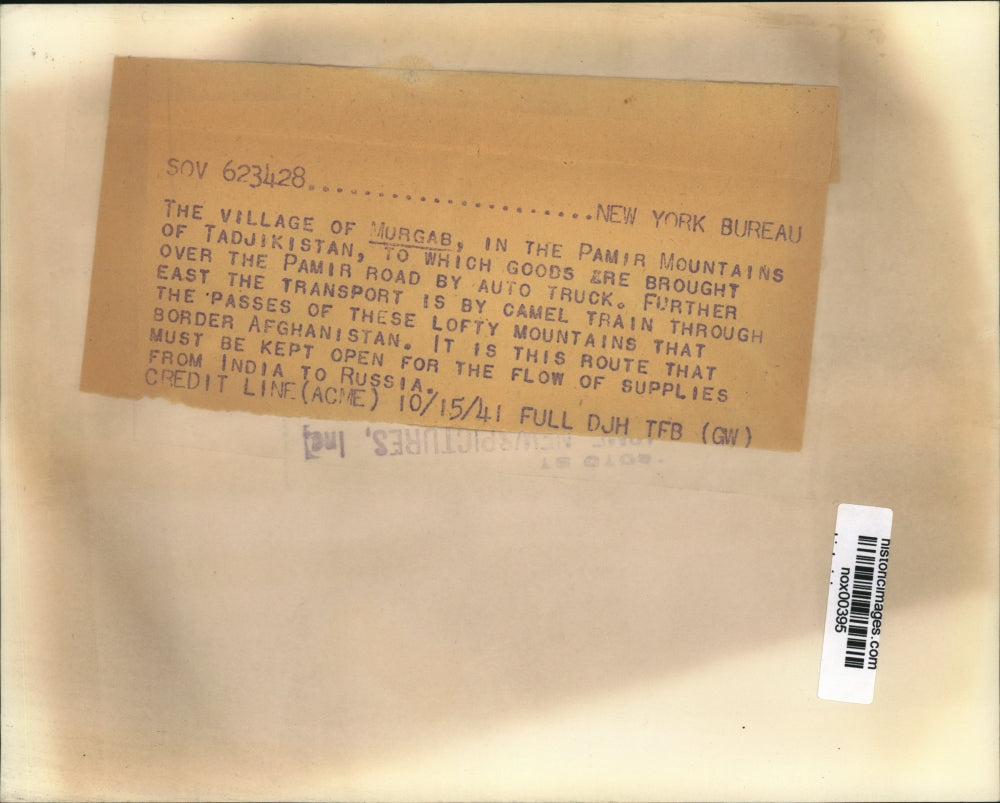 SOV 623428.....................NEW YORK BUREAU
THE VILLAGE OF MURGAB, IN THE PAMIR MOUNTAINS
OF TADJIKISTAN, TO WHICH GOODS ARE BROUGHT
OVER THE PAMIR ROAD BY AUTO TRUCK. FURTHER
EAST THE TRANSPORT IS BY CAMEL TRAIN THROUGH
THE PASSES OF THESE LOFTY MOUNTAINS THAT
BORDER AFGHANISTAN. IT IS THIS ROUTE THAT
MUST BE KEPT OPEN FOR THE FLOW OF SUPPLIES
FROM INDIA TO RUSSIA.
CREDIT LINE (ACME) 10/15/41 FULL DJH TFB (GW)
NEWSPICTURES, Inc.
historicimages.com
nox00395